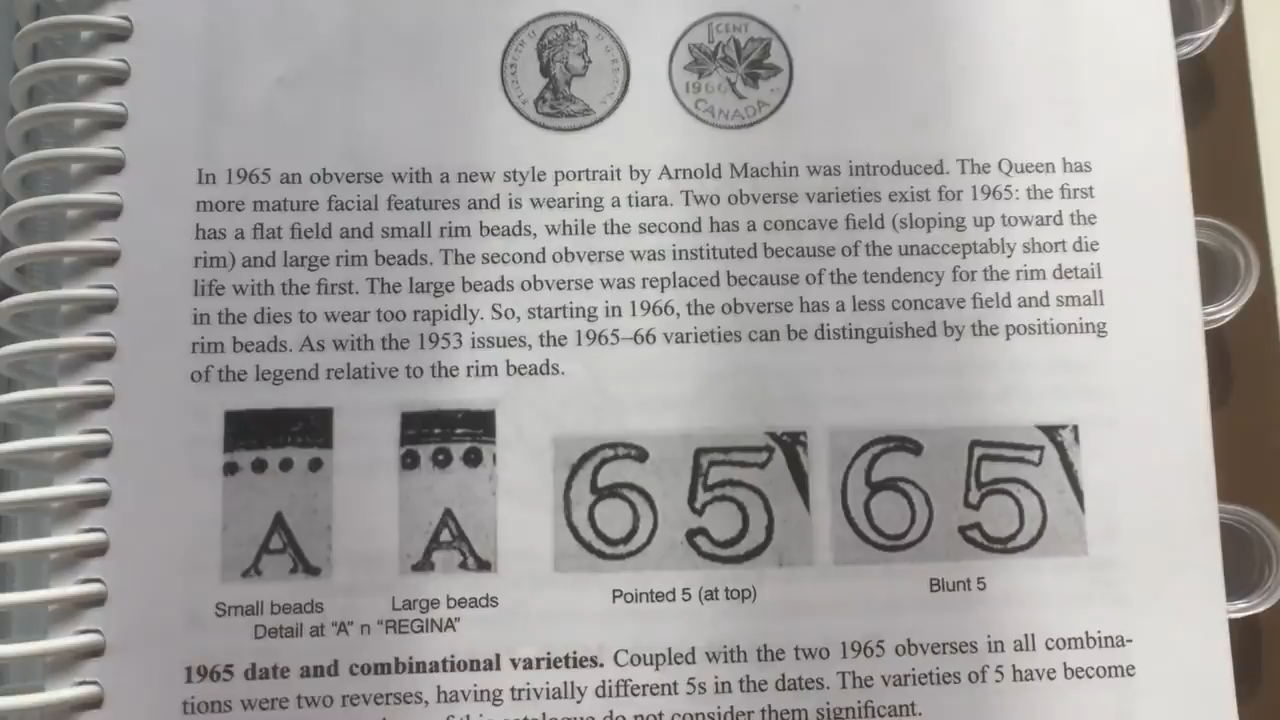 ELIZABETH II D·G·REGINA
1 CENT
1966
CANADA
In 1965 an obverse with a new style portrait by Arnold Machin was introduced. The Queen has
more mature facial features and is wearing a tiara. Two obverse varieties exist for 1965: the first
has a flat field and small rim beads, while the second has a concave field (sloping up toward the
rim) and large rim beads. The second obverse was instituted because of the unacceptably short die
life with the first. The large beads obverse was replaced because of the tendency for the rim detail
in the dies to wear too rapidly. So, starting in 1966, the obverse has a less concave field and small
rim beads. As with the 1953 issues, the 1965–66 varieties can be distinguished by the positioning
of the legend relative to the rim beads.
A A 65 65
Small beads Large beads Pointed 5 (at top) Blunt 5
Detail at “A” n “REGINA”
1965 date and combinational varieties. Coupled with the two 1965 obverses in all combina-
tions were two reverses, having trivially different 5s in the dates. The varieties of 5 have become
catalogue do not consider them significant.